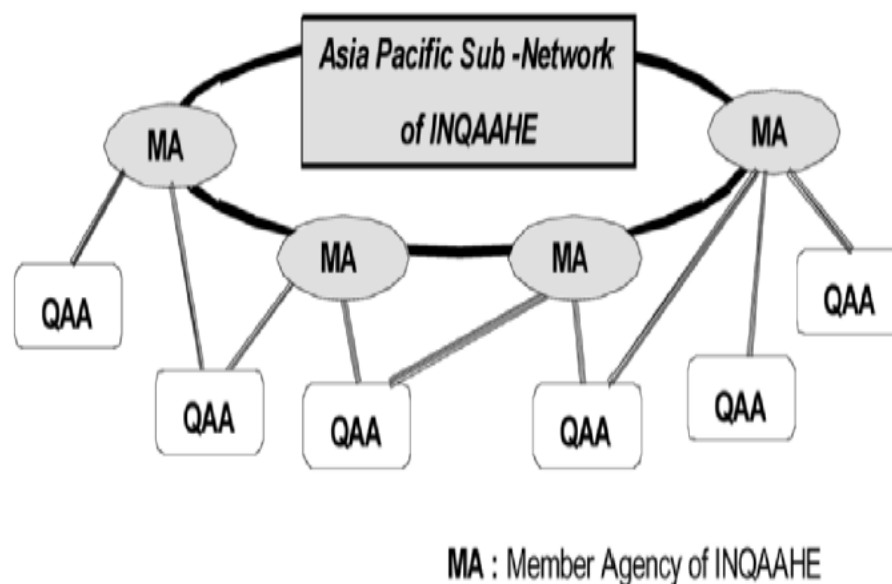 Asia Pacific Sub -Network
of INQAAHE
MA
MA
MA
MA
QAA
QAA
QAA
QAA
QAA
QAA
MA : Member Agency of INQAAHE